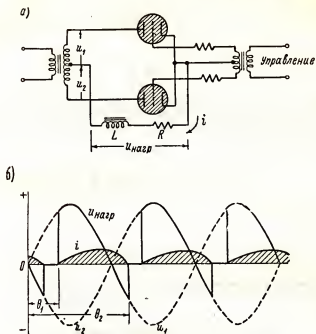 а)
u₁
u₂
Управление
L
R
i
uнагр
б)
+
uнагр
i
0
θ₁
θ₂
u₂
u₁
−